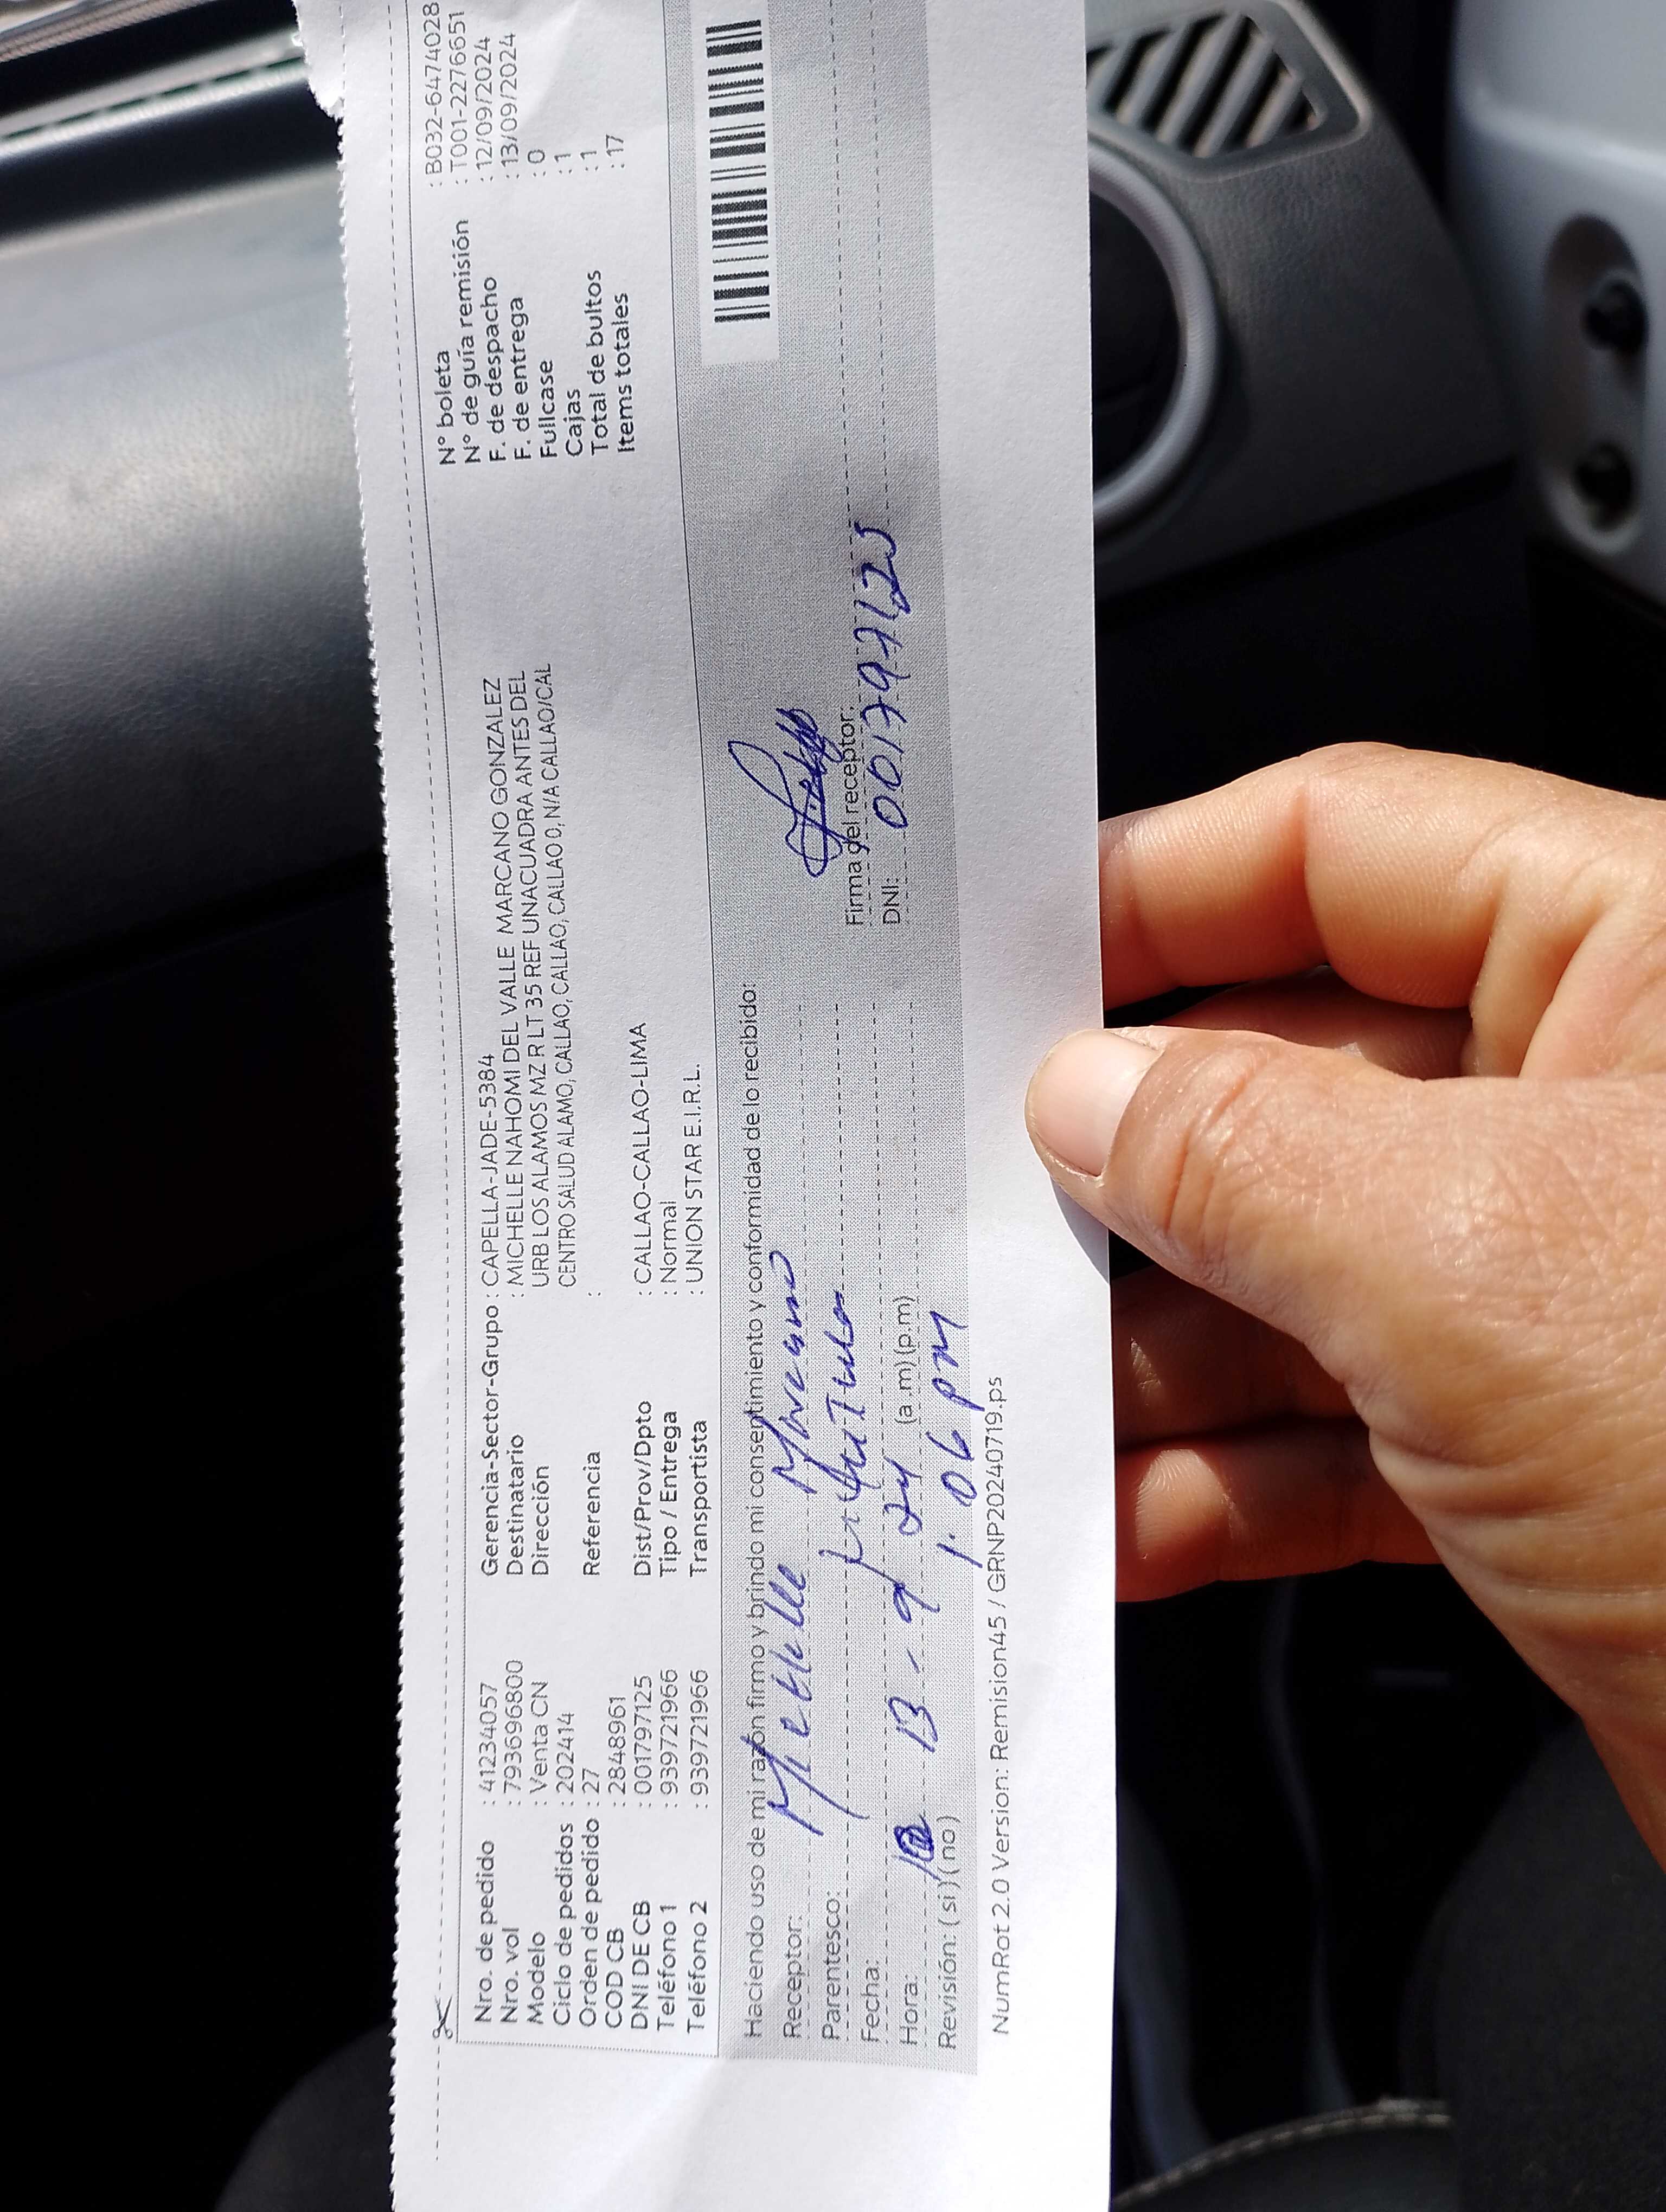 Nro. de pedido : 41234057
Nro. vol : 793696800
Modelo : Venta CN
Ciclo de pedidos : 202414
Orden de pedido : 27
COD CB : 2848961
DNI DE CB : 001797125
Teléfono 1 : 939721966
Teléfono 2 : 939721966
Gerencia-Sector-Grupo : CAPELLA-JADE-5384
Destinatario : MICHELLE NAHOMI DEL VALLE MARCANO GONZALEZ
Dirección URB LOS ALAMOS MZ R LT 35 REF UNACUADRA ANTES DEL
CENTRO SALUD ALAMO, CALLAO, CALLAO, CALLAO, CALLAO 0, N/A CALLAO/CAL
Referencia :
Dist/Prov/Dpto : CALLAO-CALLAO-LIMA
Tipo / Entrega : Normal
Transportista : UNION STAR E.I.R.L.
N° boleta : B032-6474028
N° de guía remisión : T001-2276651
F. de despacho : 12/09/2024
F. de entrega : 13/09/2024
Fullcase : 0
Cajas : 1
Total de bultos : 1
Items totales : 17
Haciendo uso de mi razón firmo y brindo mi consentimiento y conformidad de lo recibido:
Receptor: Michelle Marcano
Parentesco:
Fecha: 13 - 9 24
Hora: (a.m) (p.m) 1.06 pm
Revisión: (si) (no)
Firma del receptor:
DNI: 001797125
NumRot 2.0 Version: Remision45 / GRNP20240719.ps